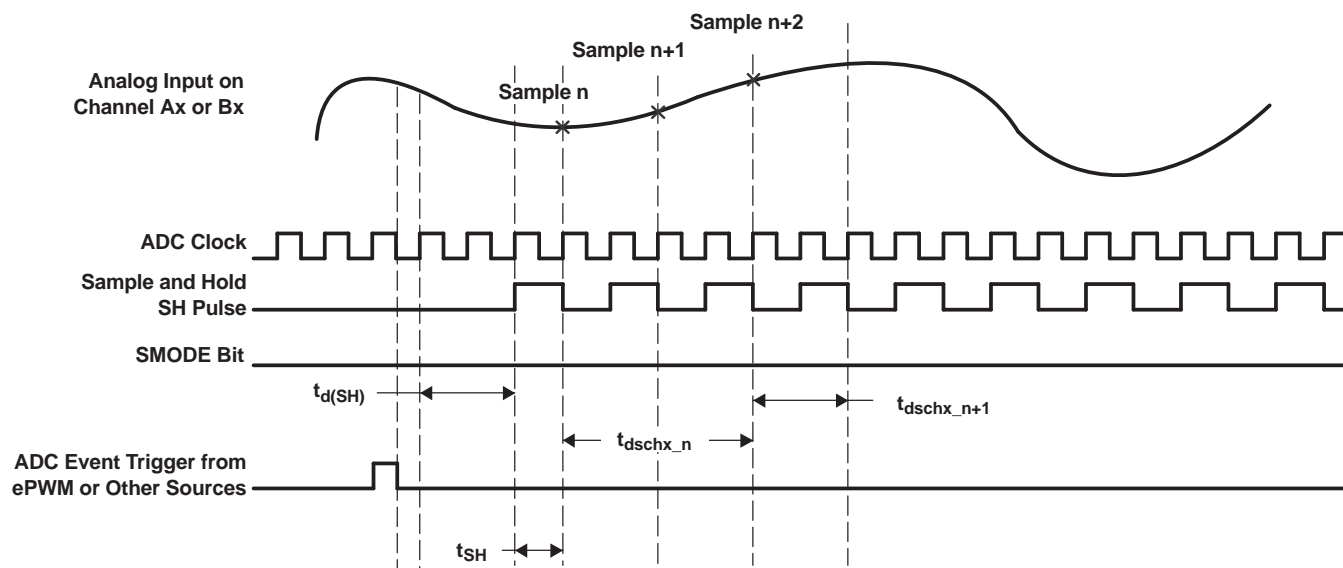 Sample n+2
Sample n+1
Analog Input on
Channel Ax or Bx
Sample n
ADC Clock
Sample and Hold
SH Pulse
SMODE Bit
td(SH)
tdschx_n+1
tdschx_n
ADC Event Trigger from
ePWM or Other Sources
tSH